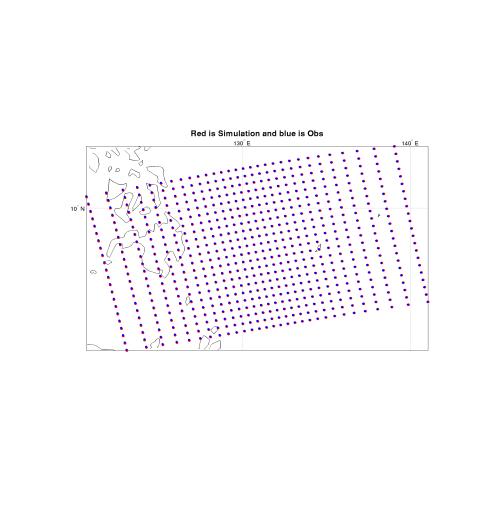 Red is Simulation and blue is Obs
130° E
140° E
10° N